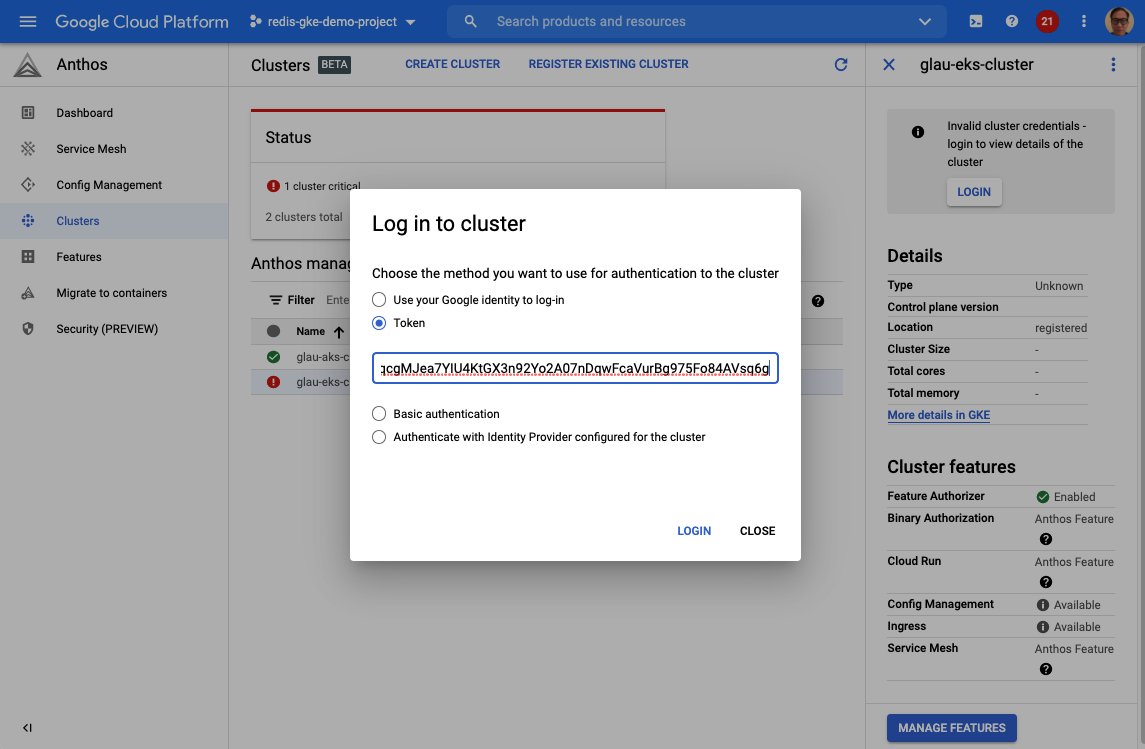 Google Cloud Platform
redis-gke-demo-project
Search products and resources
21
Anthos
Clusters BETA
CREATE CLUSTER
REGISTER EXISTING CLUSTER
glau-eks-cluster
Dashboard
Service Mesh
Config Management
Clusters
Features
Migrate to containers
Security (PREVIEW)
Status
1 cluster critical
2 clusters total
Anthos manag
Filter Ente
Name
glau-aks-c
glau-eks-c
Log in to cluster
Choose the method you want to use for authentication to the cluster
Use your Google identity to log-in
Token
qcgMJea7YlU4KtGX3n92Yo2A07nDqwFcaVurBg975Fo84AVsq6g
Basic authentication
Authenticate with Identity Provider configured for the cluster
LOGIN
CLOSE
Invalid cluster credentials -
login to view details of the
cluster
LOGIN
Details
Type Unknown
Control plane version
Location registered
Cluster Size -
Total cores -
Total memory -
More details in GKE
Cluster features
Feature Authorizer Enabled
Binary Authorization Anthos Feature
Cloud Run Anthos Feature
Config Management Available
Ingress Available
Service Mesh Anthos Feature
MANAGE FEATURES